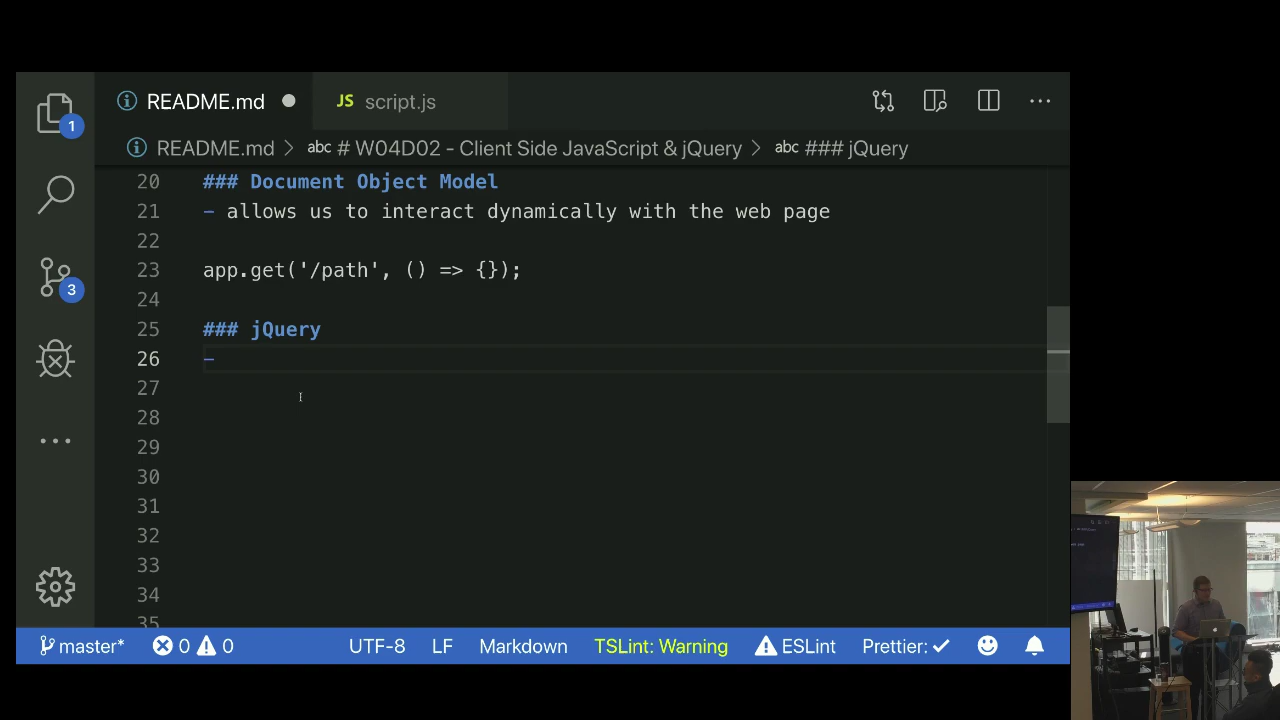 README.md
JS script.js
1
README.md > abc # W04D02 - Client Side JavaScript & jQuery > abc ### jQuery
20 ### Document Object Model
21 - allows us to interact dynamically with the web page
22
23 app.get('/path', () => {});
24
25 ### jQuery
26 -
27
28
29
30
31
32
33
34
35
3
master* 0 0 UTF-8 LF Markdown TSLint: Warning ESLint Prettier: